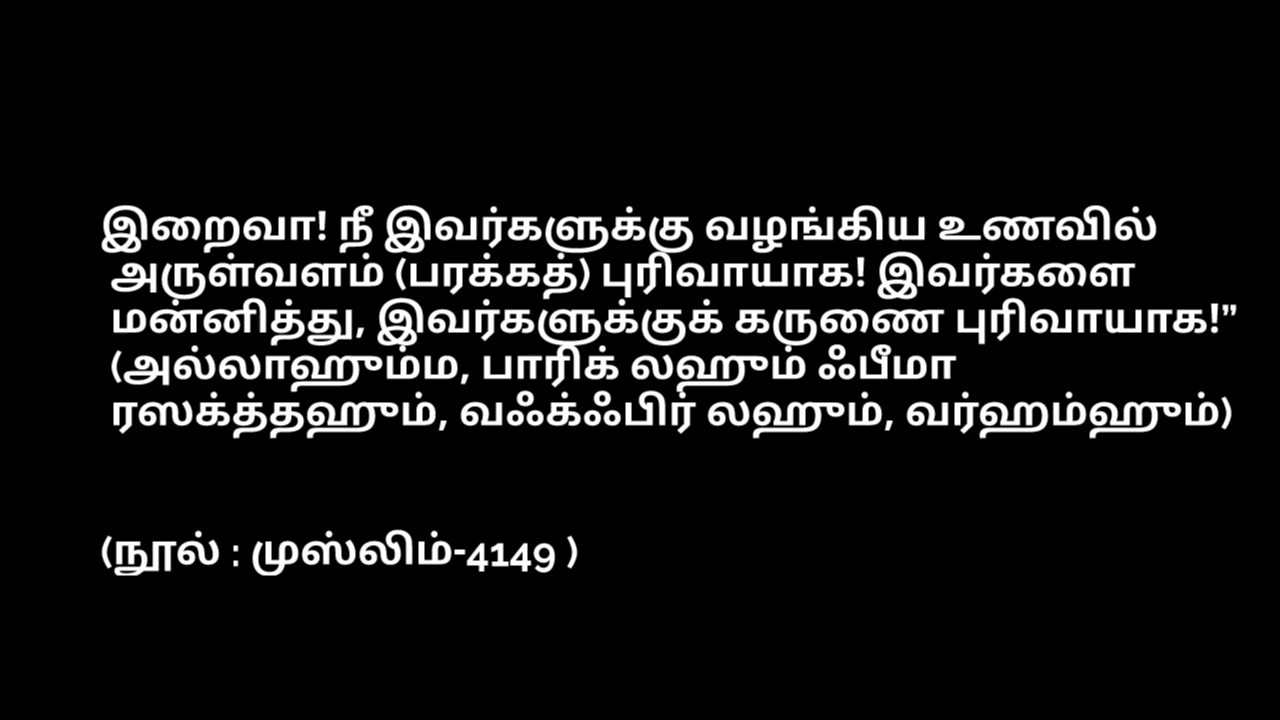 இறைவா! நீ இவர்களுக்கு வழங்கிய உணவில்
அருள்வளம் (பரக்கத்) புரிவாயாக! இவர்களை
மன்னித்து, இவர்களுக்குக் கருணை புரிவாயாக!”
(அல்லாஹும்ம, பாரிக் லஹும் ஃபீமா
ரஸக்த்தஹும், வஃக்ஃபிர் லஹும், வர்ஹம்ஹும்)
(நூல் : முஸ்லிம்-4149 )